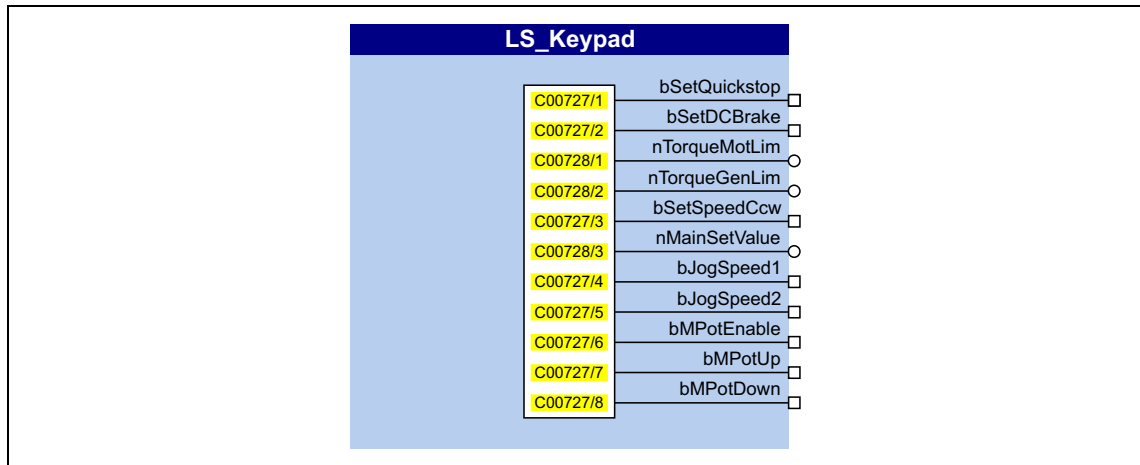 LS_Keypad
C00727/1 bSetQuickstop
C00727/2 bSetDCBrake
C00728/1 nTorqueMotLim
C00728/2 nTorqueGenLim
C00727/3 bSetSpeedCcw
C00728/3 nMainSetValue
C00727/4 bJogSpeed1
C00727/5 bJogSpeed2
C00727/6 bMPotEnable
C00727/7 bMPotUp
C00727/8 bMPotDown